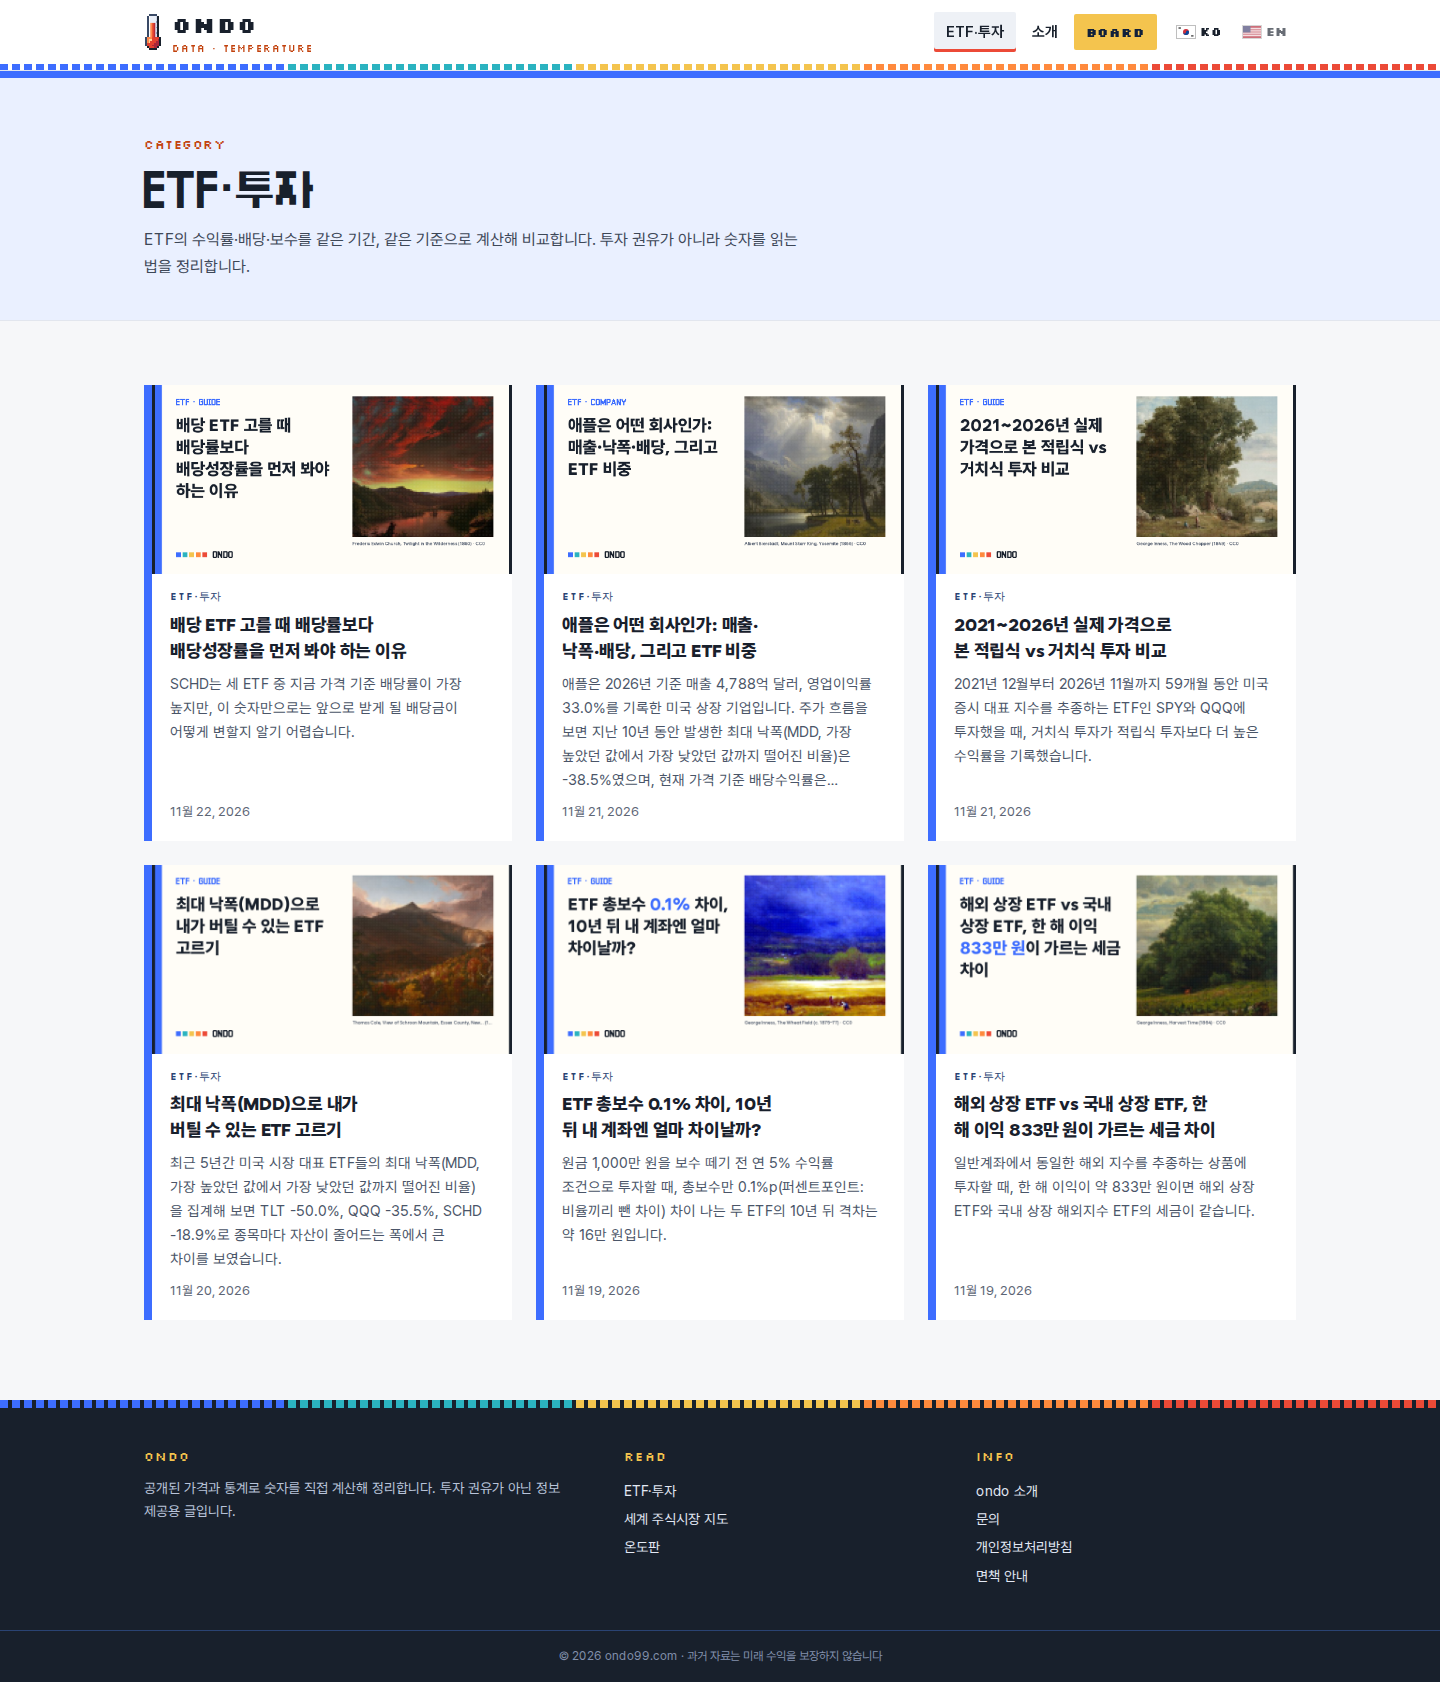 ONDO
DATA · TEMPERATURE
ETF·투자
소개
BOARD
KO
EN
CATEGORY
ETF·투자
ETF의 수익률·배당·보수를 같은 기간, 같은 기준으로 계산해 비교합니다. 투자 권유가 아니라 숫자를 읽는
법을 정리합니다.
ETF · GUIDE
배당 ETF 고를 때
배당률보다
배당성장률을 먼저 봐야
하는 이유
Frederic Edwin Church, Twilight in the Wilderness (1860) · CC0
ONDO
ETF·투자
배당 ETF 고를 때 배당률보다
배당성장률을 먼저 봐야 하는 이유
SCHD는 세 ETF 중 지금 가격 기준 배당률이 가장
높지만, 이 숫자만으로는 앞으로 받게 될 배당금이
어떻게 변할지 알기 어렵습니다.
11월 22, 2026
ETF · COMPANY
애플은 어떤 회사인가:
매출·낙폭·배당, 그리고
ETF 비중
Albert Bierstadt, Mount Starr King, Yosemite (1866) · CC0
ONDO
ETF·투자
애플은 어떤 회사인가: 매출·
낙폭·배당, 그리고 ETF 비중
애플은 2026년 기준 매출 4,788억 달러, 영업이익률
33.0%를 기록한 미국 상장 기업입니다. 주가 흐름을
보면 지난 10년 동안 발생한 최대 낙폭(MDD, 가장
높았던 값에서 가장 낮았던 값까지 떨어진 비율)은
-38.5%였으며, 현재 가격 기준 배당수익률은…
11월 21, 2026
ETF · GUIDE
2021~2026년 실제
가격으로 본 적립식 vs
거치식 투자 비교
George Inness, The Wood Chopper (1859) · CC0
ONDO
ETF·투자
2021~2026년 실제 가격으로
본 적립식 vs 거치식 투자 비교
2021년 12월부터 2026년 11월까지 59개월 동안 미국
증시 대표 지수를 추종하는 ETF인 SPY와 QQQ에
투자했을 때, 거치식 투자가 적립식 투자보다 더 높은
수익률을 기록했습니다.
11월 21, 2026
ETF · GUIDE
최대 낙폭(MDD)으로
내가 버틸 수 있는 ETF
고르기
Thomas Cole, View of Schroon Mountain, Essex County, New...
ONDO
ETF·투자
최대 낙폭(MDD)으로 내가
버틸 수 있는 ETF 고르기
최근 5년간 미국 시장 대표 ETF들의 최대 낙폭(MDD,
가장 높았던 값에서 가장 낮았던 값까지 떨어진 비율)
을 집계해 보면 TLT -50.0%, QQQ -35.5%, SCHD
-18.9%로 종목마다 자산이 줄어드는 폭에서 큰
차이를 보였습니다.
11월 20, 2026
ETF · GUIDE
ETF 총보수 0.1% 차이,
10년 뒤 내 계좌엔 얼마
차이날까?
George Inness, The Wheat Field (c. 1875–77) · CC0
ONDO
ETF·투자
ETF 총보수 0.1% 차이, 10년
뒤 내 계좌엔 얼마 차이날까?
원금 1,000만 원을 보수 떼기 전 연 5% 수익률
조건으로 투자할 때, 총보수만 0.1%p(퍼센트포인트:
비율끼리 뺀 차이) 차이 나는 두 ETF의 10년 뒤 격차는
약 16만 원입니다.
11월 19, 2026
ETF · GUIDE
해외 상장 ETF vs 국내
상장 ETF, 한 해 이익
833만 원이 가르는 세금
차이
George Inness, Harvest Time (1864) · CC0
ONDO
ETF·투자
해외 상장 ETF vs 국내 상장 ETF, 한
해 이익 833만 원이 가르는 세금 차이
일반계좌에서 동일한 해외 지수를 추종하는 상품에
투자할 때, 한 해 이익이 약 833만 원이면 해외 상장
ETF와 국내 상장 해외지수 ETF의 세금이 같습니다.
11월 19, 2026
ONDO
공개된 가격과 통계로 숫자를 직접 계산해 정리합니다. 투자 권유가 아닌 정보
제공용 글입니다.
READ
ETF·투자
세계 주식시장 지도
온도판
INFO
ondo 소개
문의
개인정보처리방침
면책 안내
© 2026 ondo99.com · 과거 자료는 미래 수익을 보장하지 않습니다